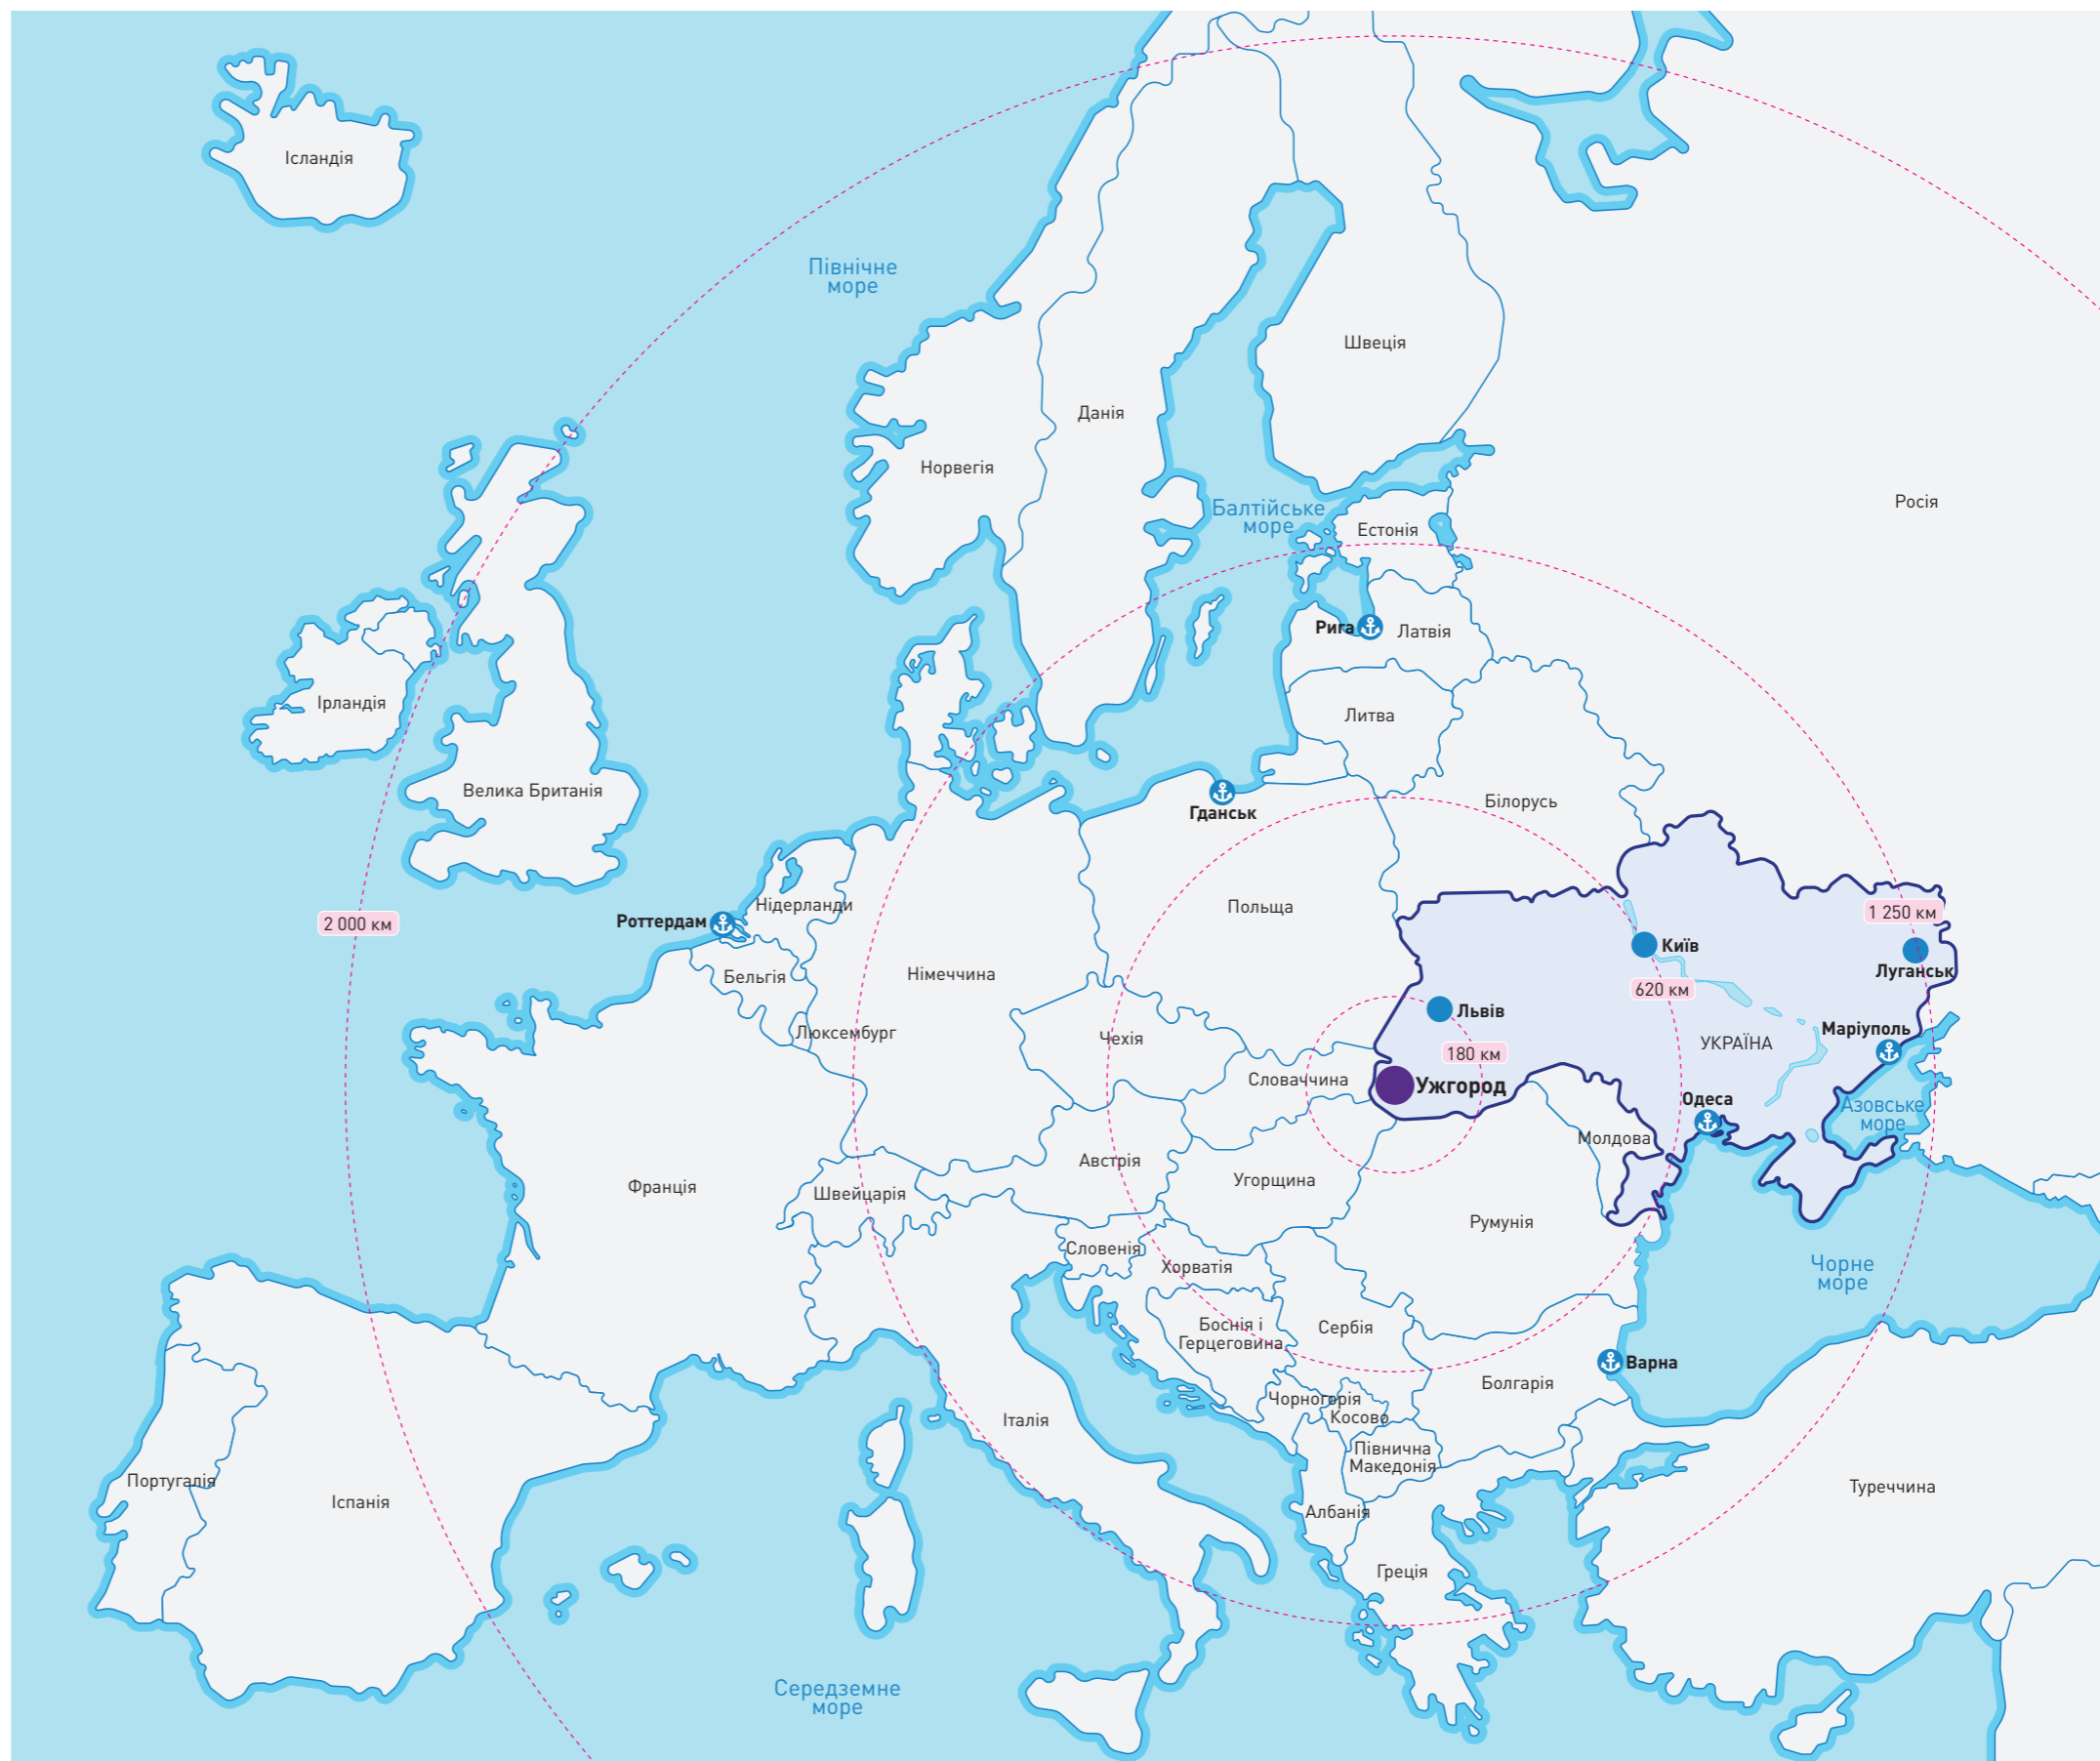 Ісландія
Північне
море
Швеція
Данія
Норвегія
Росія
Балтійське
море
Естонія
Рига
Латвія
Ірландія
Литва
Велика Британія
Білорусь
Гданськ
Нідерланди
Польща
1 250 км
2 000 км
Роттердам
Київ
Німеччина
Бельгія
Луганськ
620 км
Львів
Люксембург
Чехія
Маріуполь
УКРАЇНА
180 км
Словаччина
Ужгород
Одеса
Азовське
море
Молдова
Австрія
Угорщина
Франція
Швейцарія
Румунія
Словенія
Хорватія
Чорне
море
Боснія і
Герцеговина
Сербія
Варна
Болгарія
Чорногорія
Косово
Італія
Північна
Македонія
Португалія
Іспанія
Туреччина
Албанія
Греція
Середземне
море